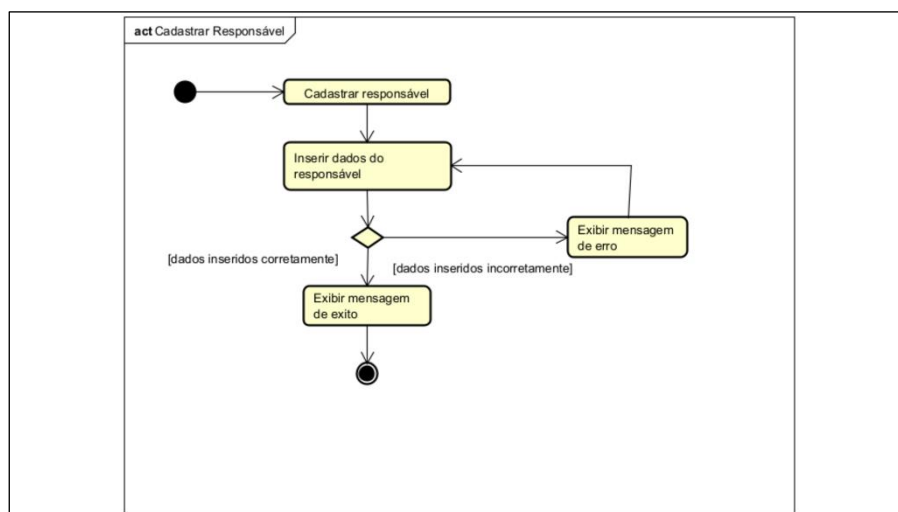 act Cadastrar Responsável
Cadastrar responsável
Inserir dados do
responsável
Exibir mensagem
de erro
[dados inseridos corretamente]
[dados inseridos incorretamente]
Exibir mensagem
de exito